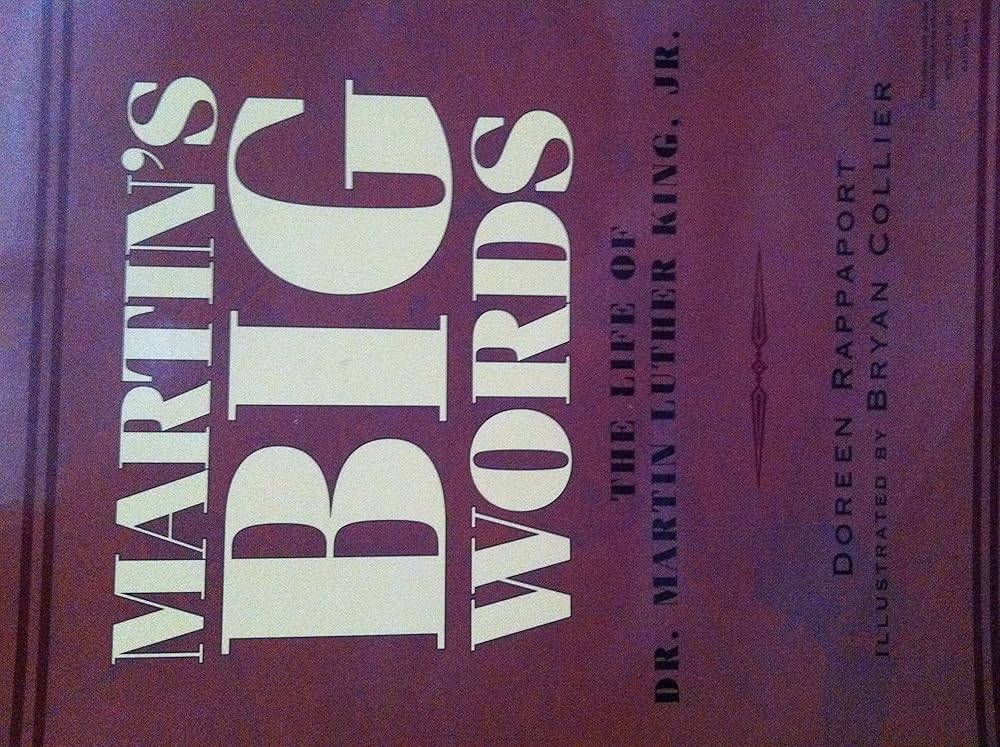 MARTIN'S
BIG
WORDS
THE LIFE OF
DR. MARTIN LUTHER KING, JR.
DOREEN RAPPAPORT
ILLUSTRATED BY BRYAN COLLIER